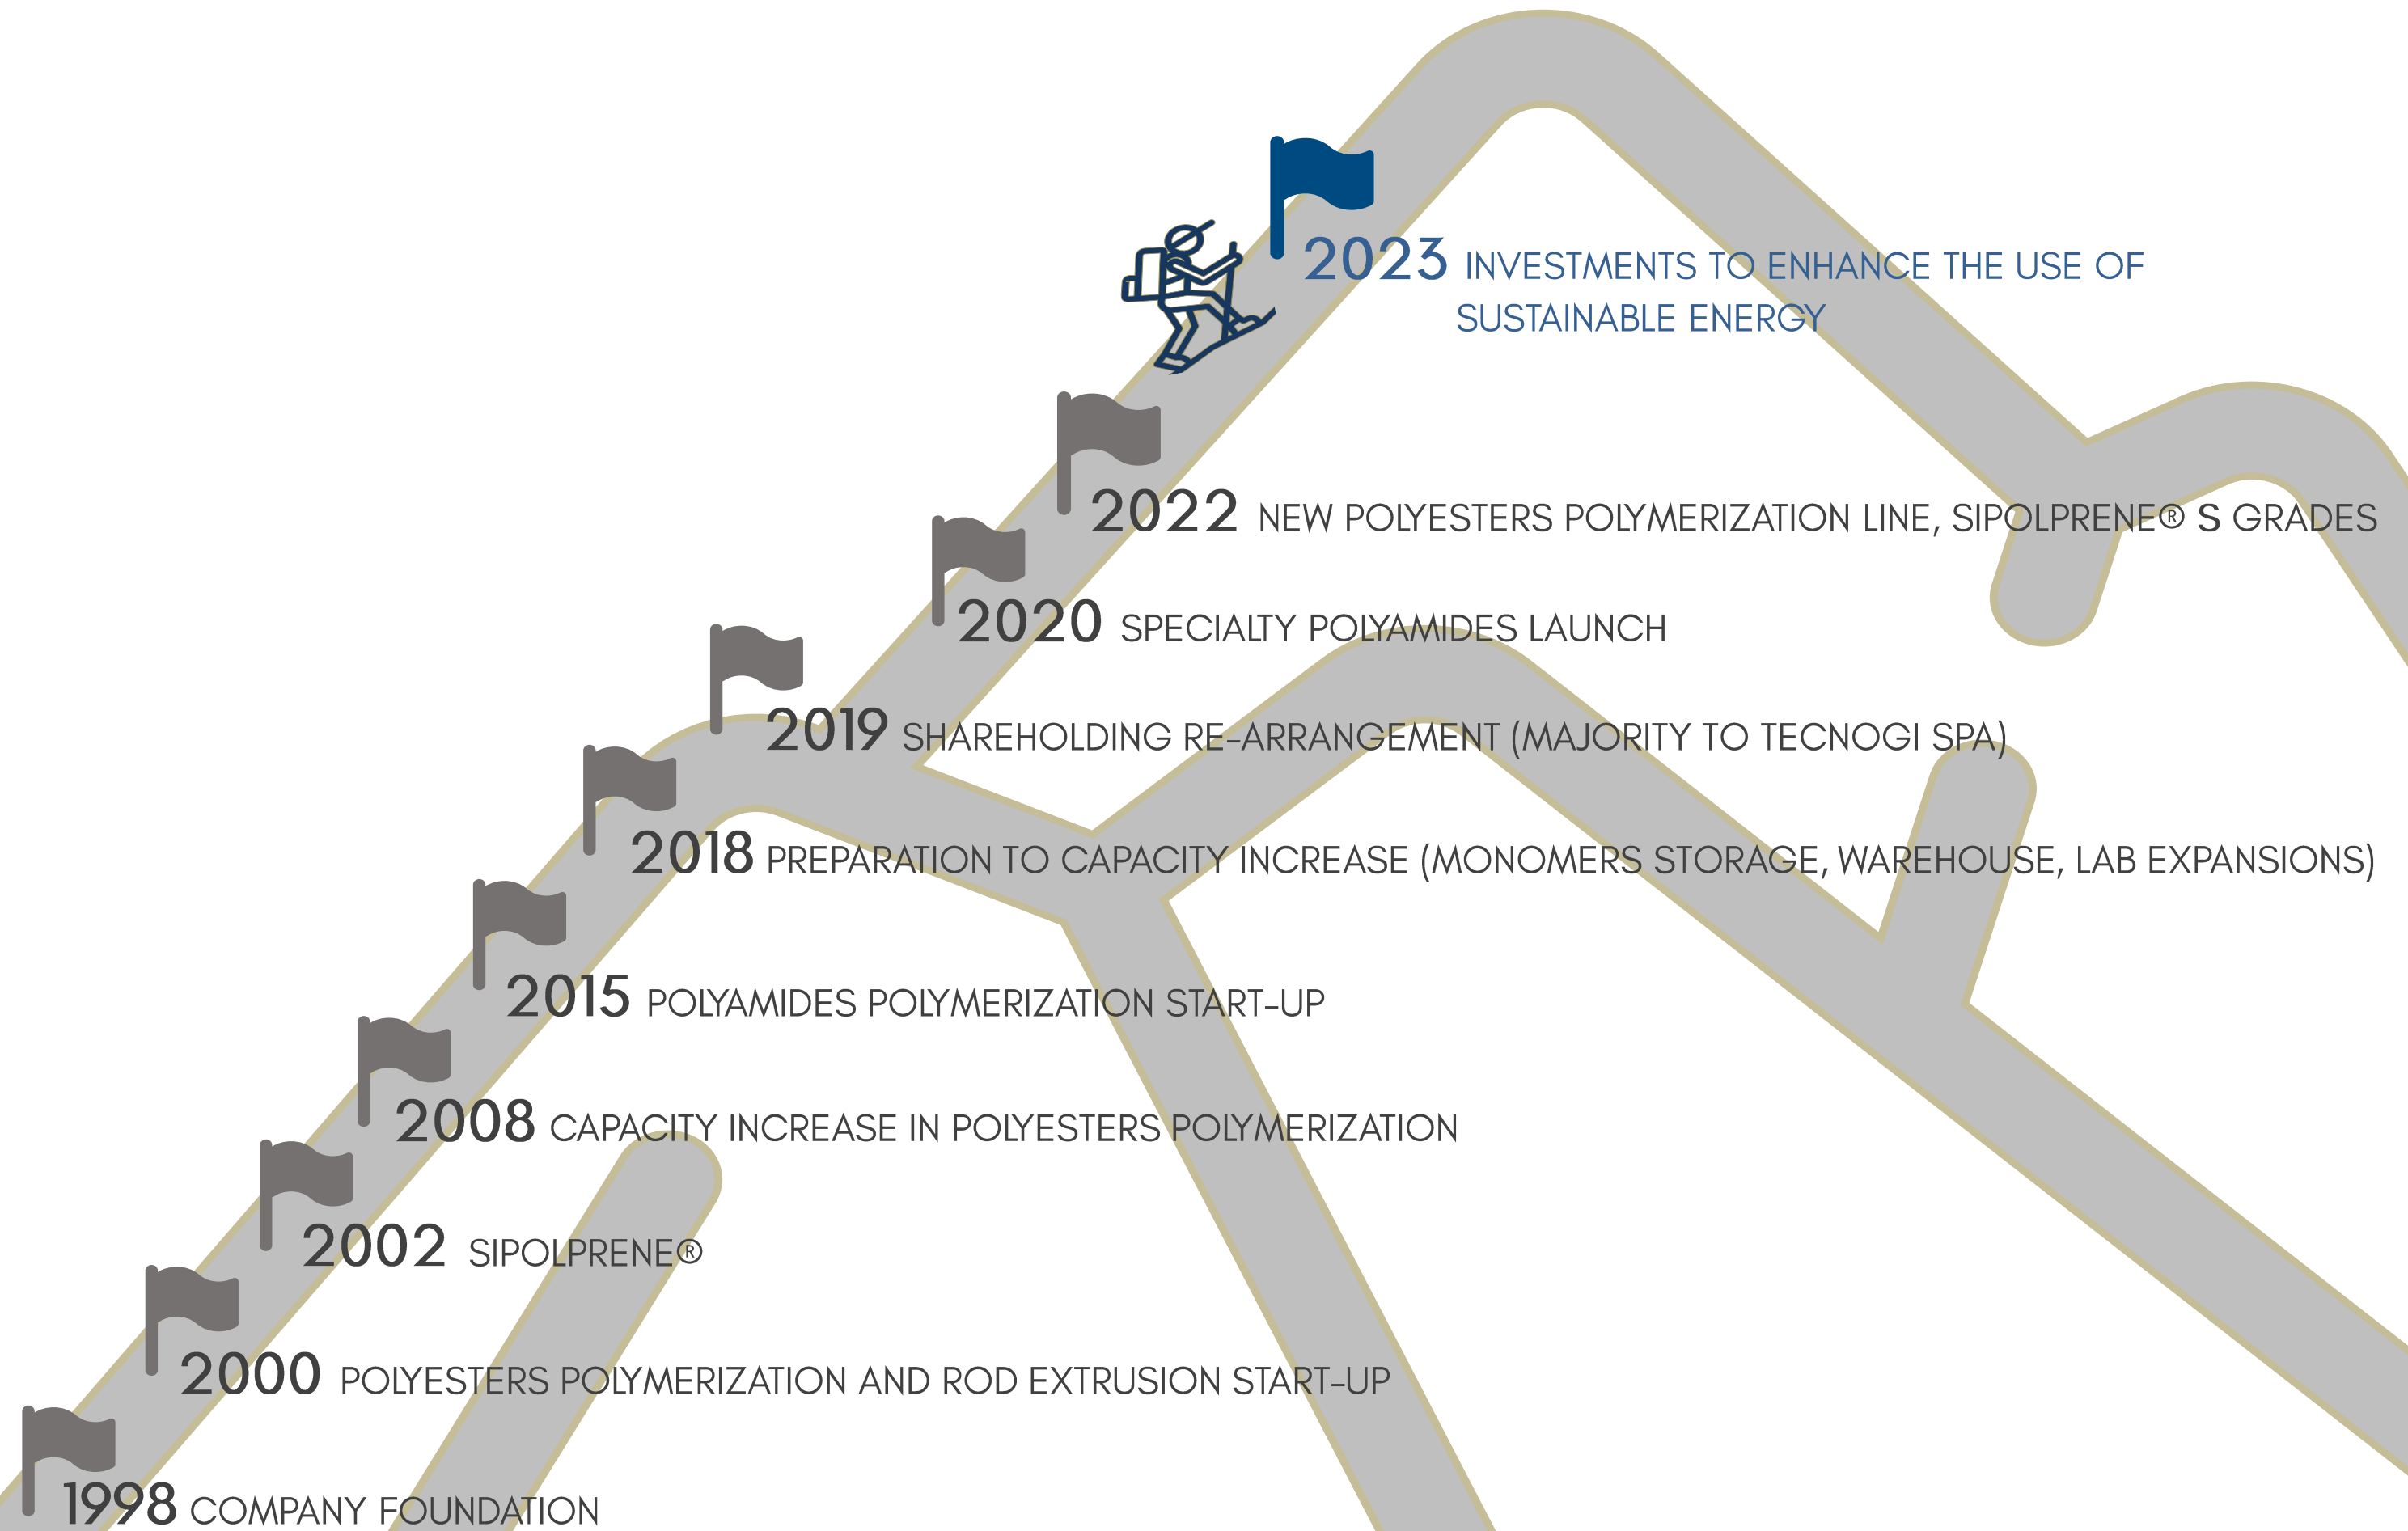 2023 INVESTMENTS TO ENHANCE THE USE OF
SUSTAINABLE ENERGY
2022 NEW POLYESTERS POLYMERIZATION LINE, SIPOLPRENE® S GRADES
2020 SPECIALTY POLYAMIDES LAUNCH
2019 SHAREHOLDING RE-ARRANGEMENT (MAJORITY TO TECNOGI SPA)
2018 PREPARATION TO CAPACITY INCREASE (MONOMERS STORAGE, WAREHOUSE, LAB EXPANSIONS)
2015 POLYAMIDES POLYMERIZATION START-UP
2008 CAPACITY INCREASE IN POLYESTERS POLYMERIZATION
2002 SIPOLPRENE®
2000 POLYESTERS POLYMERIZATION AND ROD EXTRUSION START-UP
1998 COMPANY FOUNDATION